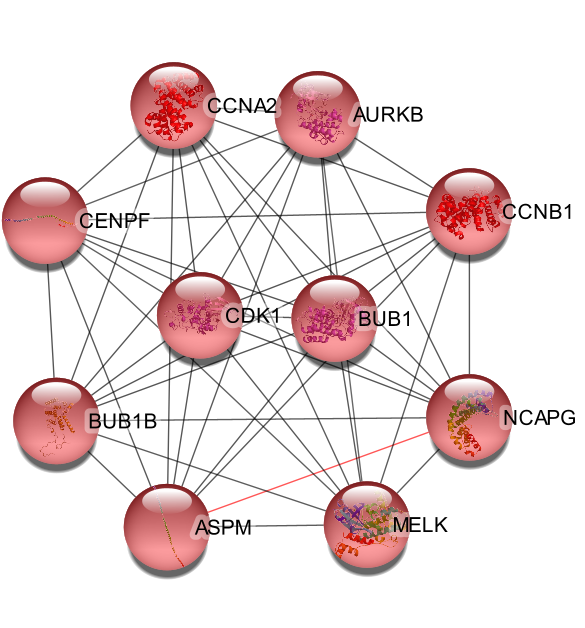 CCNA2
AURKB
CCNB1
CENPF
CDK1
BUB1
BUB1B
NCAPG
ASPM
MELK